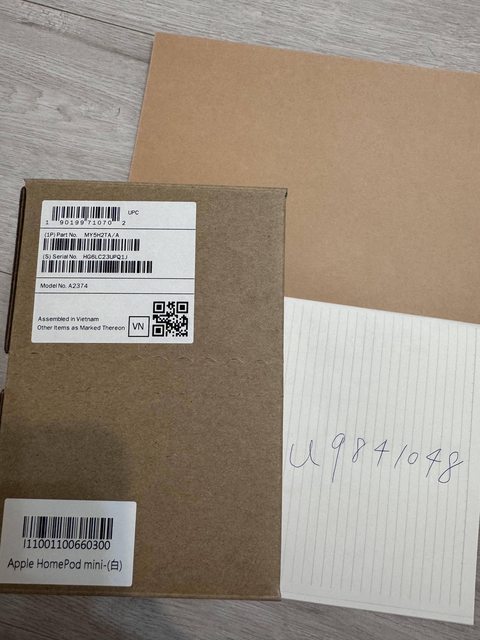 UPC
1 90199 71070 2
(1P) Part No. MY5H2TA/A
(S) Serial No. HG6LC23UPQ1J
Model No. A2374
Assembled in Vietnam
Other Items as Marked Thereon
VN
I11001100660300
Apple HomePod mini-(白)
u9841048